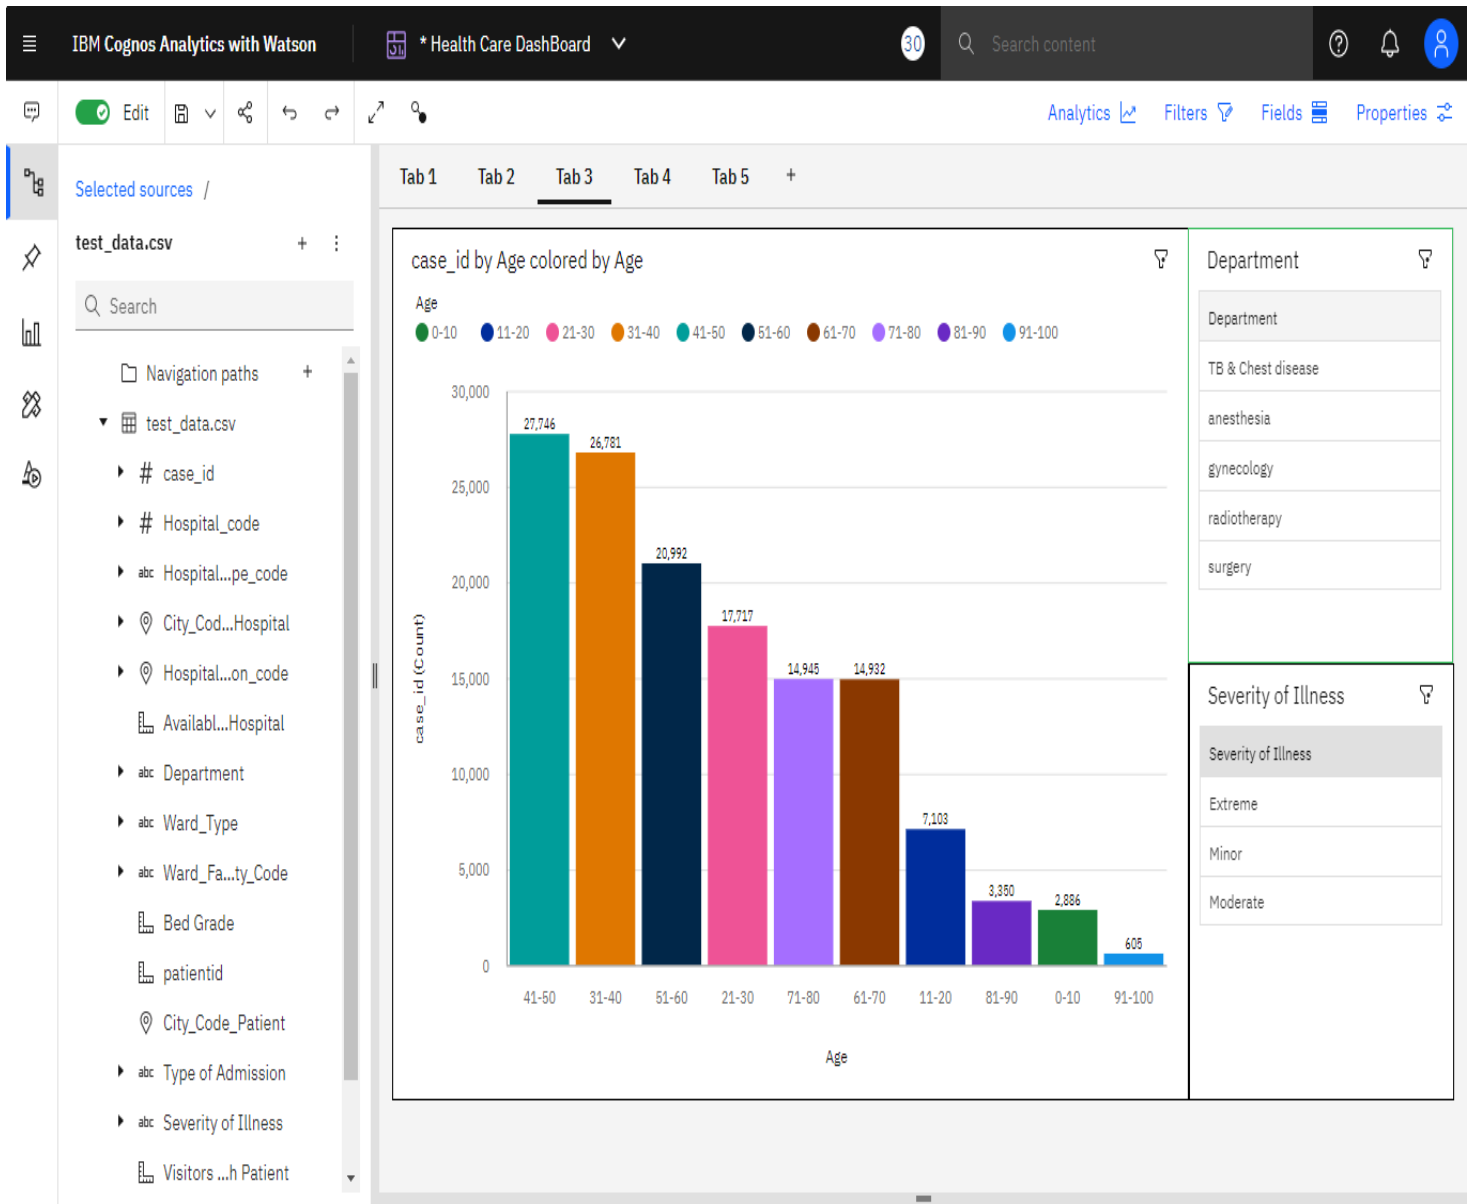 IBM Cognos Analytics with Watson
* Health Care DashBoard
30
Search content
Edit
Analytics
Filters
Fields
Properties
Selected sources /
test_data.csv
Search
Navigation paths
test_data.csv
# case_id
# Hospital_code
abc Hospital...pe_code
City_Cod...Hospital
Hospital...on_code
Availabl...Hospital
abc Department
abc Ward_Type
abc Ward_Fa...ty_Code
Bed Grade
patientid
City_Code_Patient
abc Type of Admission
abc Severity of Illness
Visitors ...h Patient
Tab 1 Tab 2 Tab 3 Tab 4 Tab 5 +
case_id by Age colored by Age
Age
0-10 11-20 21-30 31-40 41-50 51-60 61-70 71-80 81-90 91-100
case_id (Count)
30,000
25,000
20,000
15,000
10,000
5,000
0
27,746
26,781
20,992
17,717
14,945
14,932
7,103
3,350
2,886
605
41-50 31-40 51-60 21-30 71-80 61-70 11-20 81-90 0-10 91-100
Age
Department
Department
TB & Chest disease
anesthesia
gynecology
radiotherapy
surgery
Severity of Illness
Severity of Illness
Extreme
Minor
Moderate